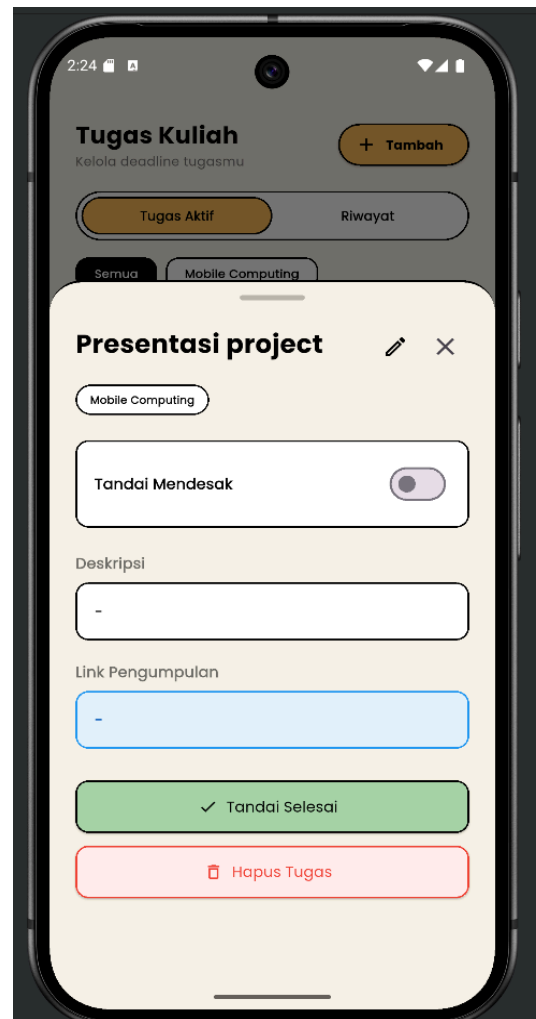 2:24
Tugas Kuliah
Kelola deadline tugasmu
+ Tambah
Tugas Aktif
Riwayat
Semua
Mobile Computing
Presentasi project
Mobile Computing
Tandai Mendesak
Deskripsi
-
Link Pengumpulan
-
Tandai Selesai
Hapus Tugas